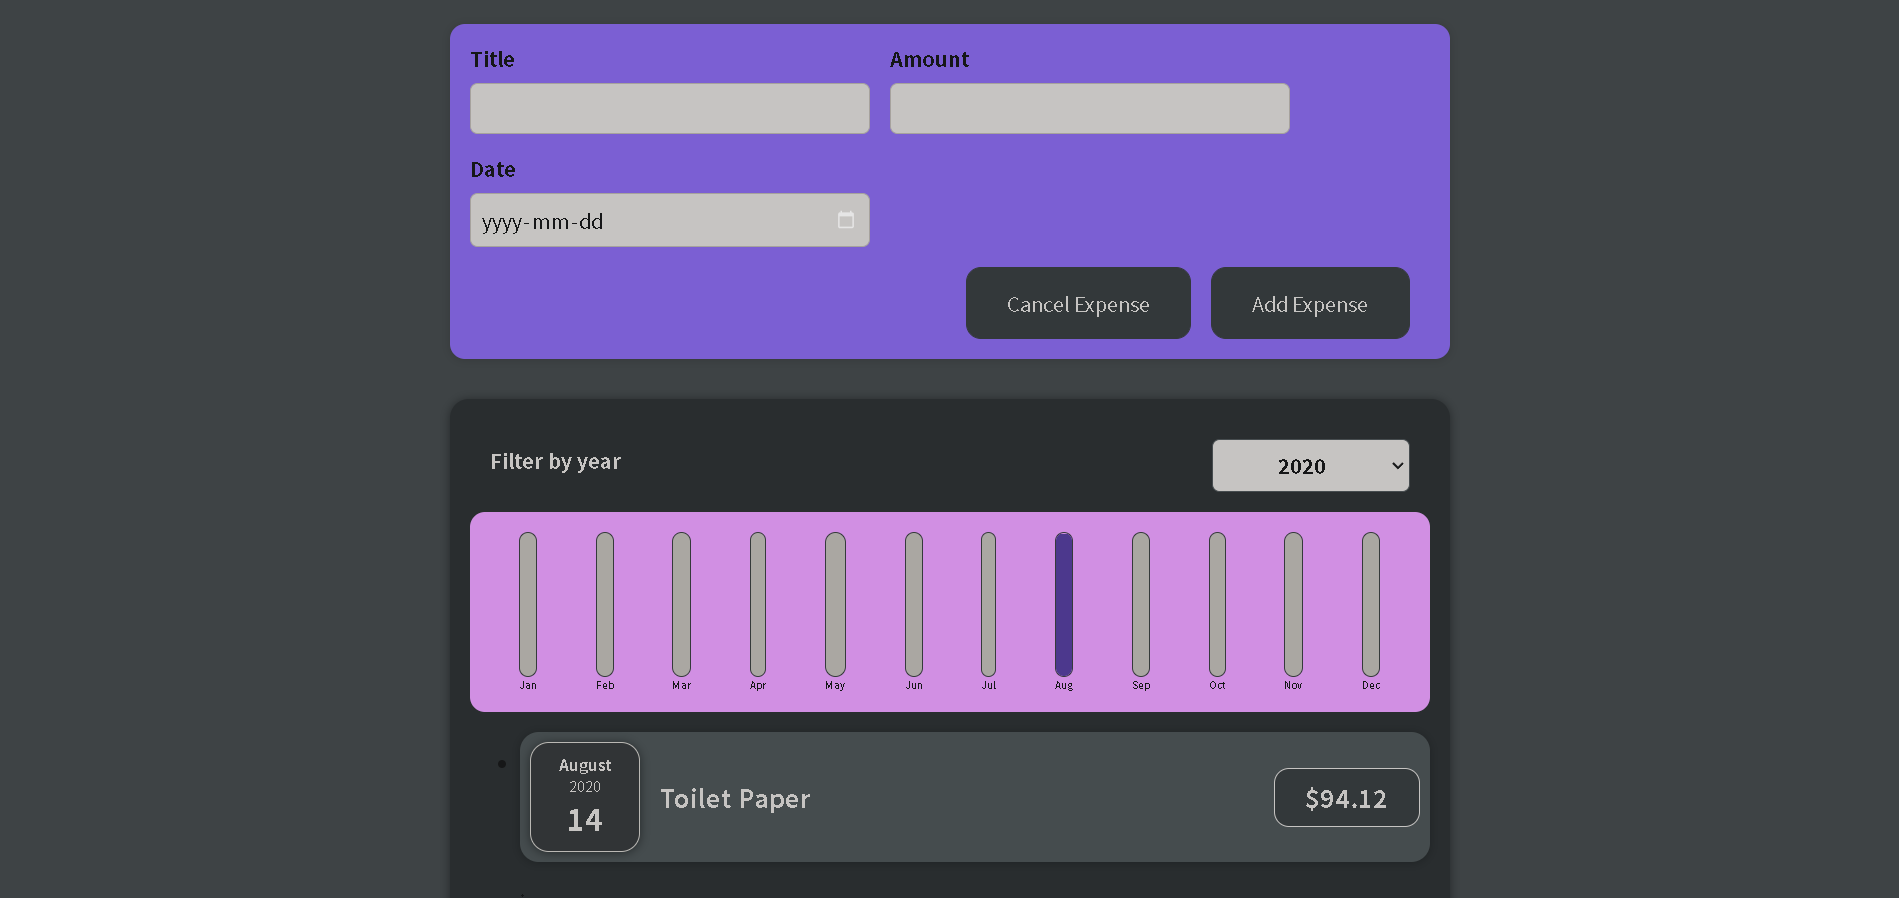 Title Amount
Date
yyyy-mm-dd
Cancel Expense Add Expense
Filter by year 2020
Jan Feb Mar Apr May Jun Jul Aug Sep Oct Nov Dec
August
2020
14
Toilet Paper $94.12